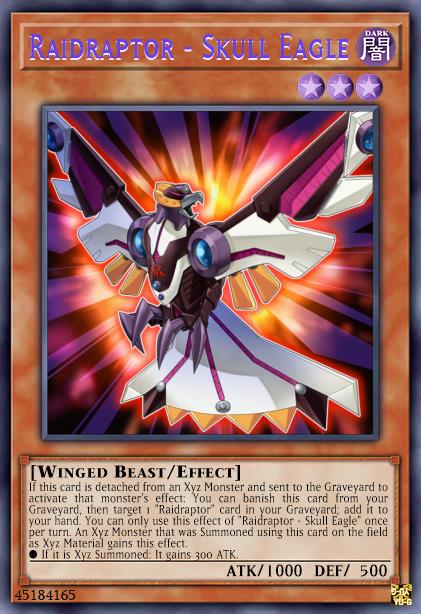 Raidraptor - Skull Eagle
DARK
闇
[Winged Beast/Effect]
If this card is detached from an Xyz Monster and sent to the Graveyard to
activate that monster's effect: You can banish this card from your
Graveyard, then target 1 "Raidraptor" card in your Graveyard; add it to
your hand. You can only use this effect of "Raidraptor - Skull Eagle" once
per turn. An Xyz Monster that was Summoned using this card on the field
as Xyz Material gains this effect.
● If it is Xyz Summoned: It gains 300 ATK.
ATK/1000 DEF/ 500
45184165